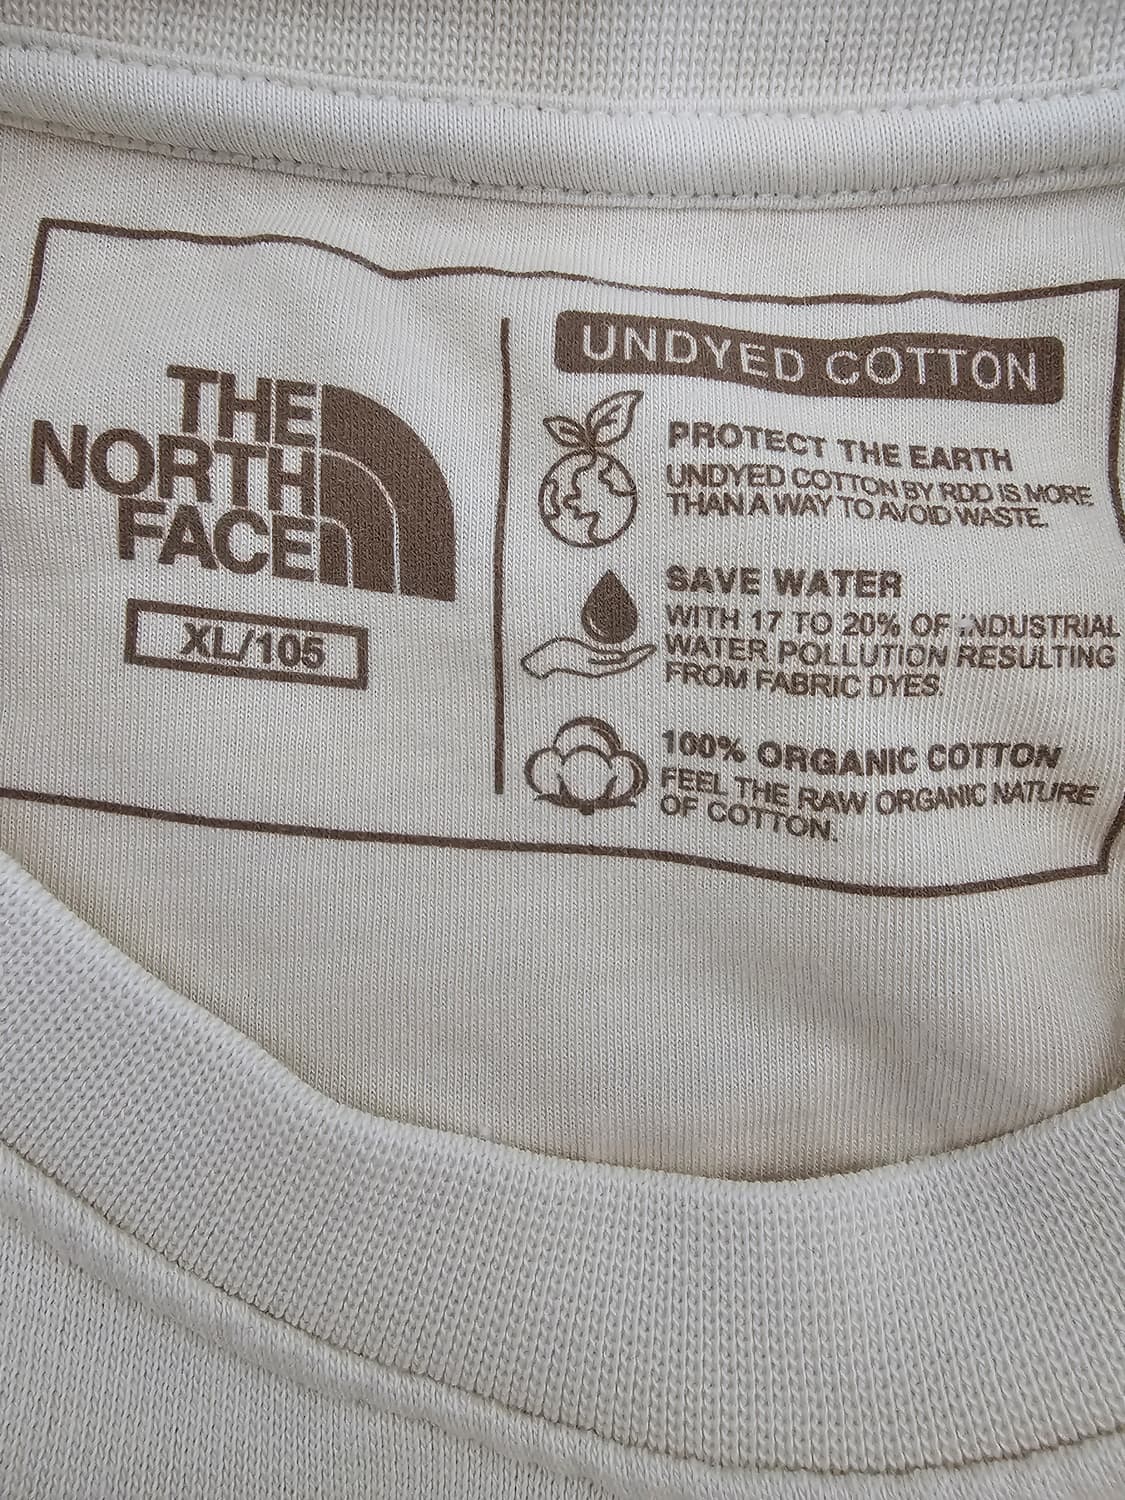 THE
NORTH
FACE
XL/105
UNDYED COTTON
PROTECT THE EARTH
UNDYED COTTON BY RDD IS MORE
THAN A WAY TO AVOID WASTE.
SAVE WATER
WITH 17 TO 20% OF INDUSTRIAL
WATER POLLUTION RESULTING
FROM FABRIC DYES.
100% ORGANIC COTTON
FEEL THE RAW ORGANIC NATURE
OF COTTON.